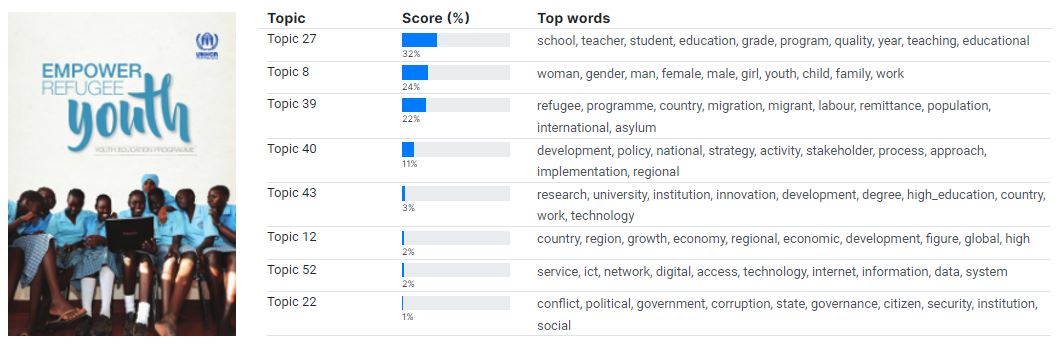 UNHCR
EMPOWER
REFUGEE
youth
YOUTH EDUCATION PROGRAMME
Topic Score (%) Top words
Topic 27 school, teacher, student, education, grade, program, quality, year, teaching, educational
32%
Topic 8 woman, gender, man, female, male, girl, youth, child, family, work
24%
Topic 39 refugee, programme, country, migration, migrant, labour, remittance, population,
22% international, asylum
Topic 40 development, policy, national, strategy, activity, stakeholder, process, approach,
11% implementation, regional
Topic 43 research, university, institution, innovation, development, degree, high_education, country,
3% work, technology
Topic 12 country, region, growth, economy, regional, economic, development, figure, global, high
2%
Topic 52 service, ict, network, digital, access, technology, internet, information, data, system
2%
Topic 22 conflict, political, government, corruption, state, governance, citizen, security, institution,
1% social